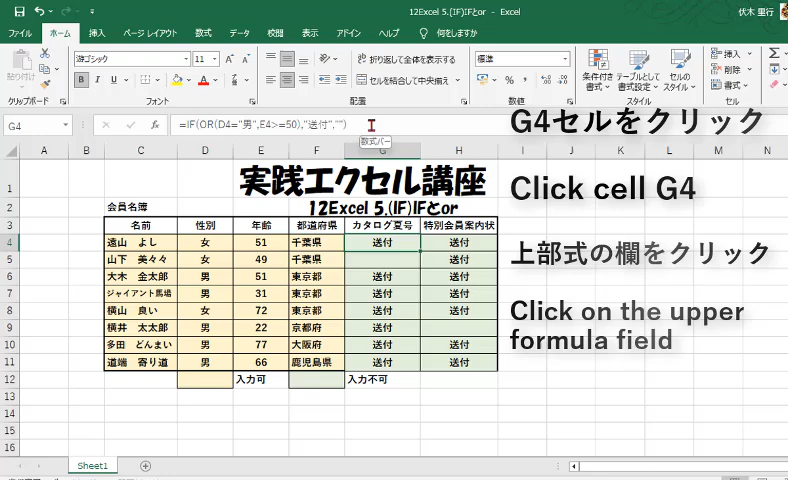 12Excel 5.(IF)IFとor - Excel
伏木 里行
ファイル ホーム 挿入 ページ レイアウト 数式 データ 校閲 表示 アドイン ヘルプ 何をしますか
游ゴシック 11 折り返して全体を表示する 標準 挿入
貼り付け B I U セルを結合して中央揃え 条件付き書式 テーブルとして書式設定 セルのスタイル 削除 書式
クリップボード フォント 配置 数値 スタイル セル
G4 =IF(OR(D4="男",E4>=50),"送付","")
数式バー
G4セルをクリック
Click cell G4
上部式の欄をクリック
Click on the upper
formula field
A B C D E F G H I J K L M N
1 実践エクセル講座
2 会員名簿 12Excel 5.(IF)IFとor
3 名前 性別 年齢 都道府県 カタログ夏号 特別会員案内状
4 遠山 よし 女 51 千葉県 送付 送付
5 山下 美々々 女 49 千葉県 送付
6 大木 金太郎 男 51 東京都 送付 送付
7 ジャイアント馬場 男 31 東京都 送付 送付
8 横山 良い 女 72 東京都 送付 送付
9 横井 太太郎 男 22 京都府 送付
10 多田 どんまい 男 77 大阪府 送付 送付
11 道端 寄り道 男 66 鹿児島県 送付 送付
12 入力可 入力不可
13
14
15
16
Sheet1